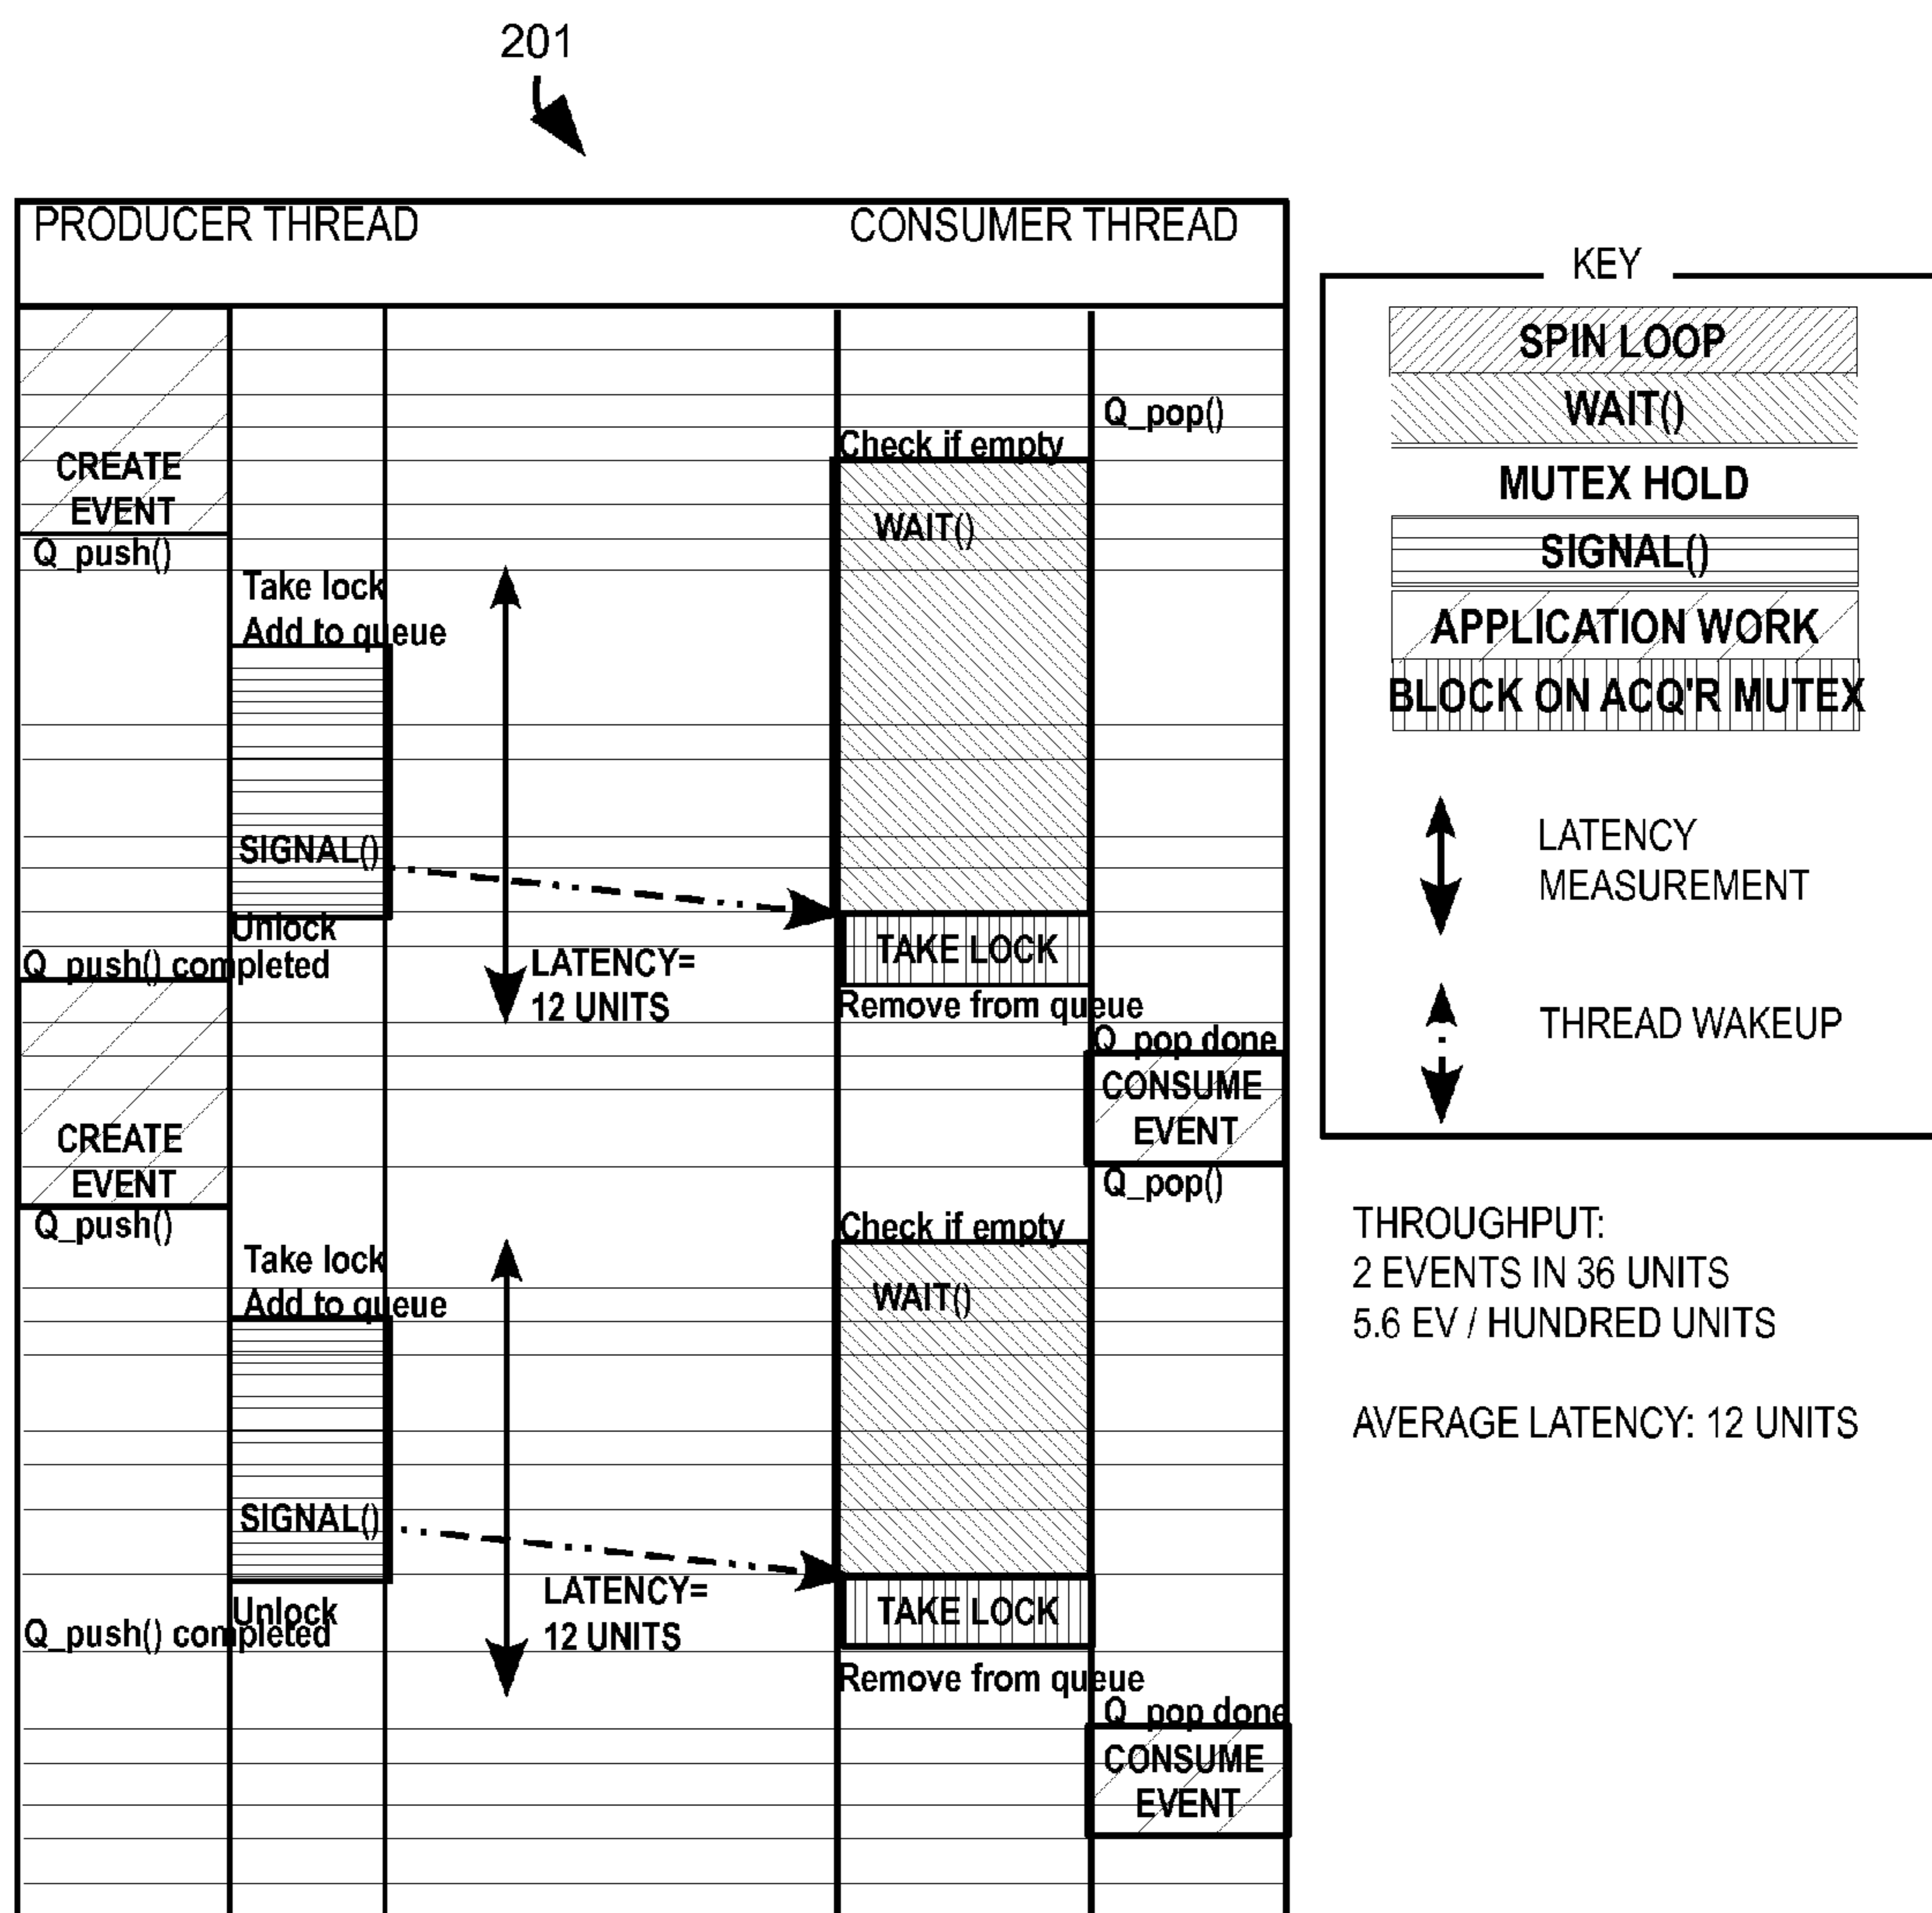 201
PRODUCER THREAD
CONSUMER THREAD
Q_pop()
Check if empty
CREATE
EVENT
WAIT()
Q_push()
Take lock
Add to queue
SIGNAL()
Unlock
TAKE LOCK
Q_push() completed
LATENCY=
12 UNITS
Remove from queue
Q_pop done
CONSUME
EVENT
CREATE
EVENT
Q_pop()
Q_push()
Check if empty
Take lock
Add to queue
WAIT()
SIGNAL()
LATENCY=
12 UNITS
TAKE LOCK
Unlock
Q_push() completed
Remove from queue
Q_pop done
CONSUME
EVENT
KEY
SPIN LOOP
WAIT()
MUTEX HOLD
SIGNAL()
APPLICATION WORK
BLOCK ON ACQ'R MUTEX
LATENCY
MEASUREMENT
THREAD WAKEUP
THROUGHPUT:
2 EVENTS IN 36 UNITS
5.6 EV / HUNDRED UNITS
AVERAGE LATENCY: 12 UNITS